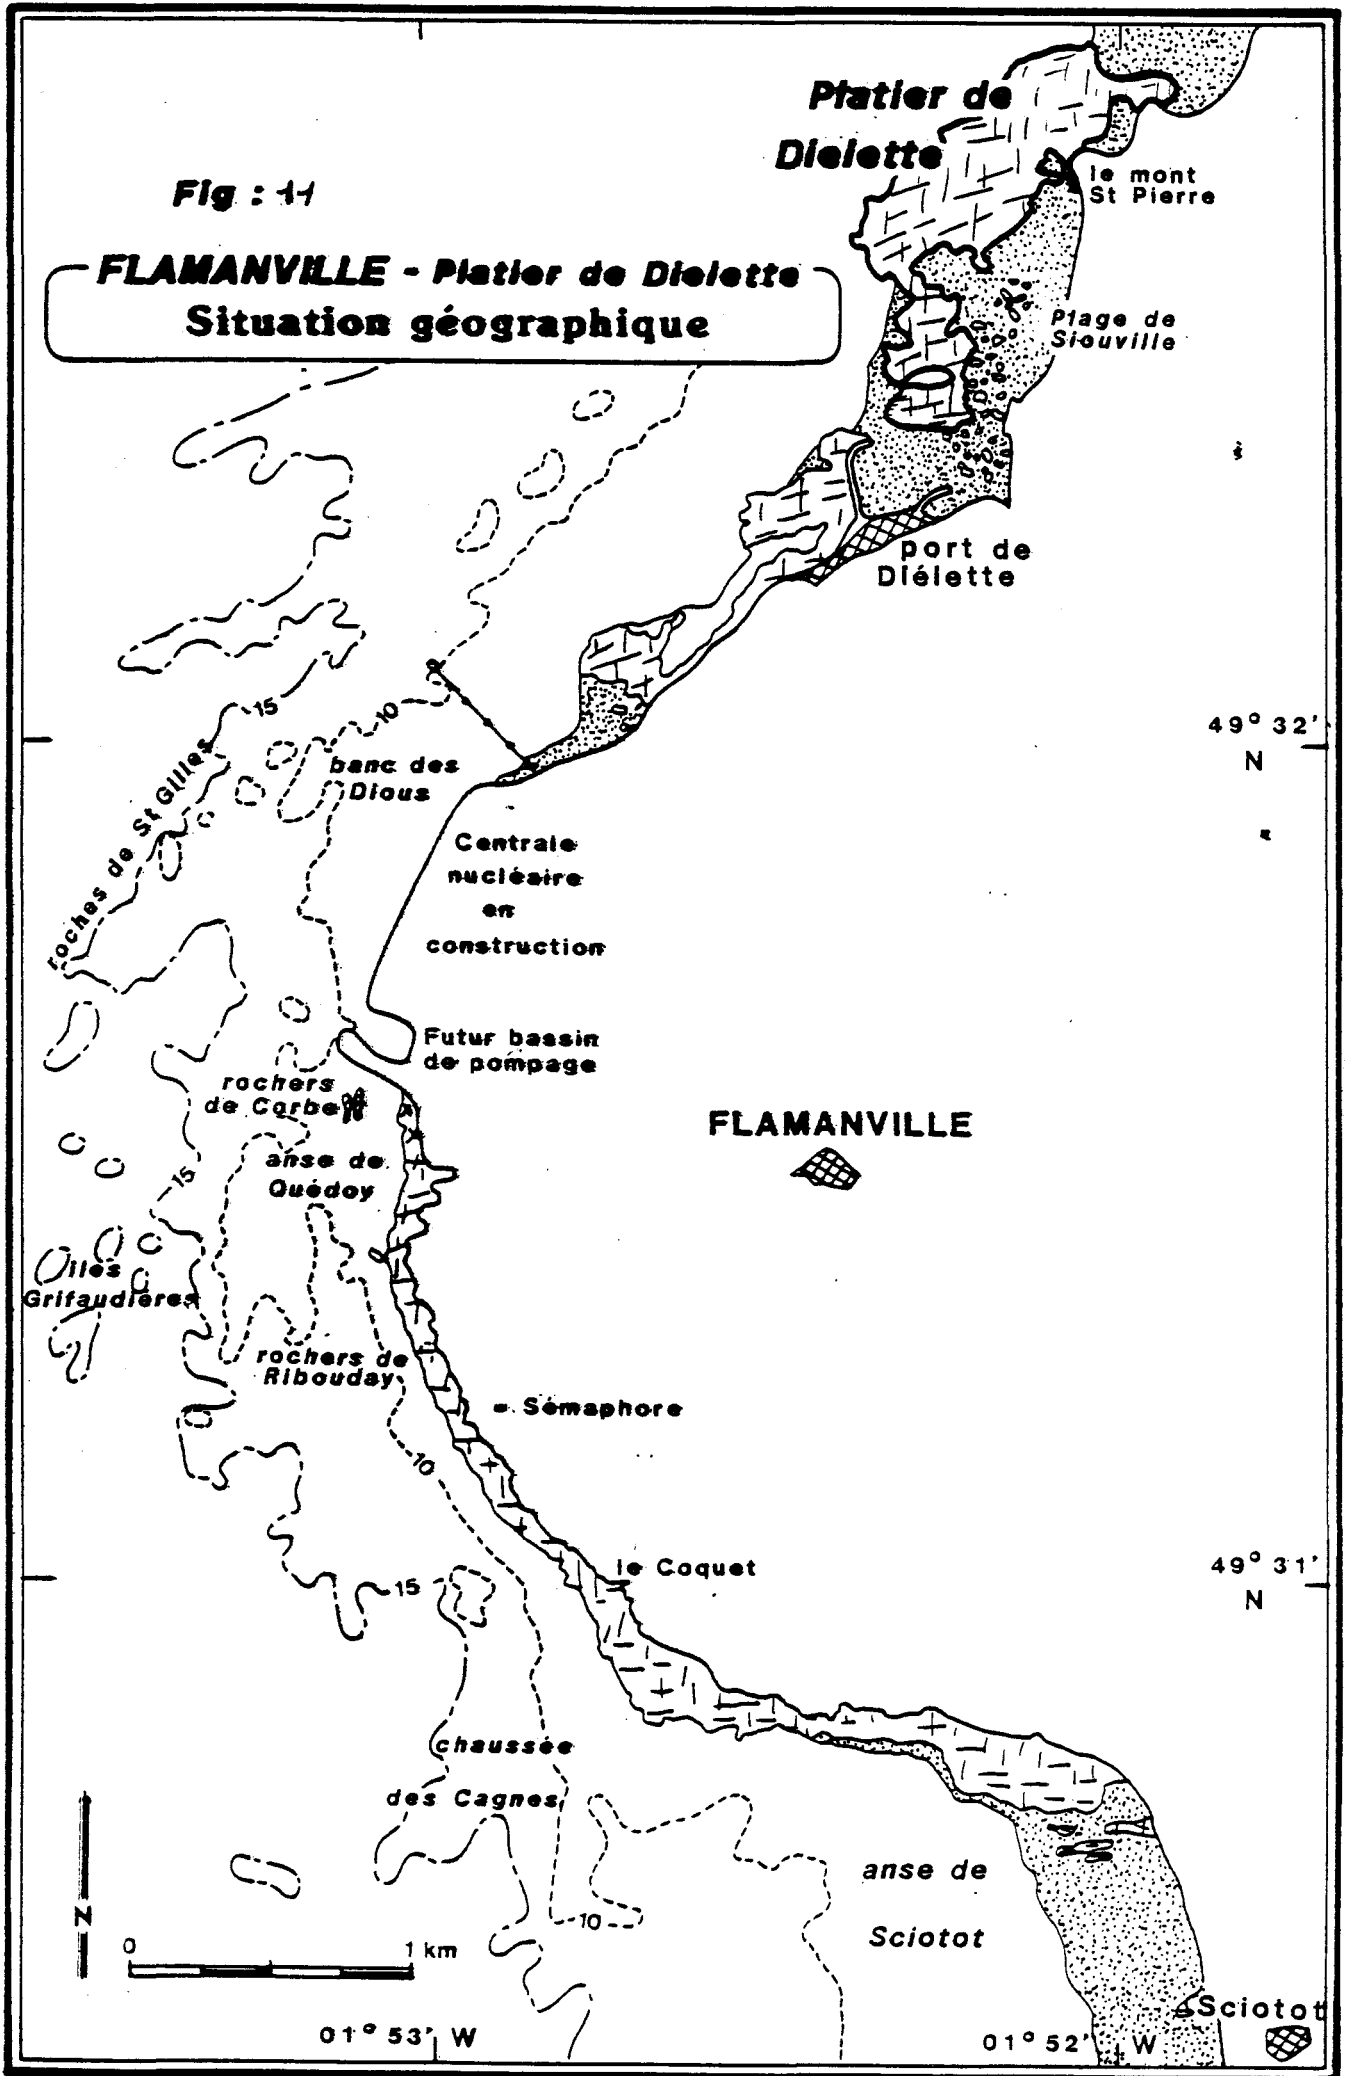 Platier de
Dielette
le mont
St Pierre
Fig : 11
FLAMANVILLE - Platier de Dielette
Situation géographique
Plage de
Siouville
port de
Diélette
15
10
49° 32'
N
banc des
Dious
roches de St Gilles
Centrale
nucléaire
en
construction
Futur bassin
de pompage
rochers
de Corbe
FLAMANVILLE
anse de
Quédoy
15
îles
Grifaudières
rochers de
Ribouday
Sémaphore
10
le Coquet
15
49° 31'
N
chaussée
des Cagnes
anse de
Sciotot
10
N
0 1 km
Sciotot
01° 53' W
01° 52' W